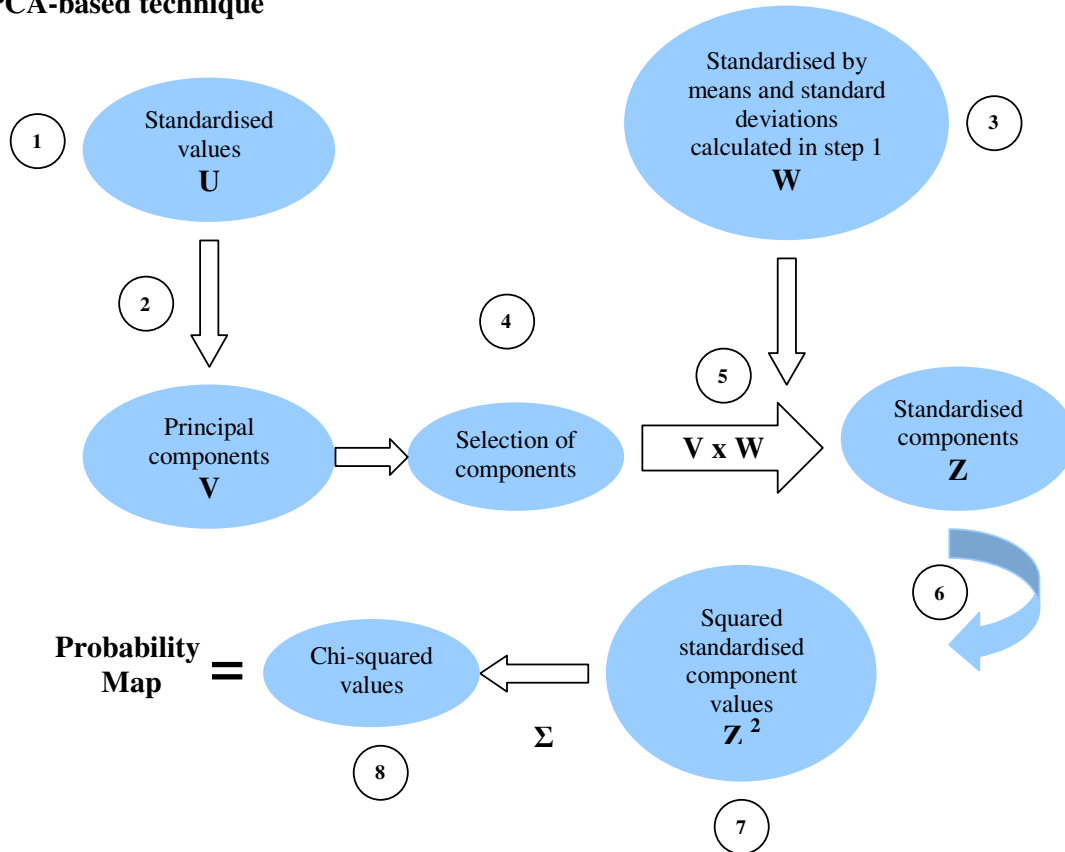 PCA-based technique
1
Standardised
values
U
Standardised by
means and standard
deviations
calculated in step 1
W
3
2
4
5
Principal
components
V
Selection of
components
V x W
Standardised
components
Z
6
Probability
Map
=
Chi-squared
values
8
Σ
Squared
standardised
component
values
Z ²
7